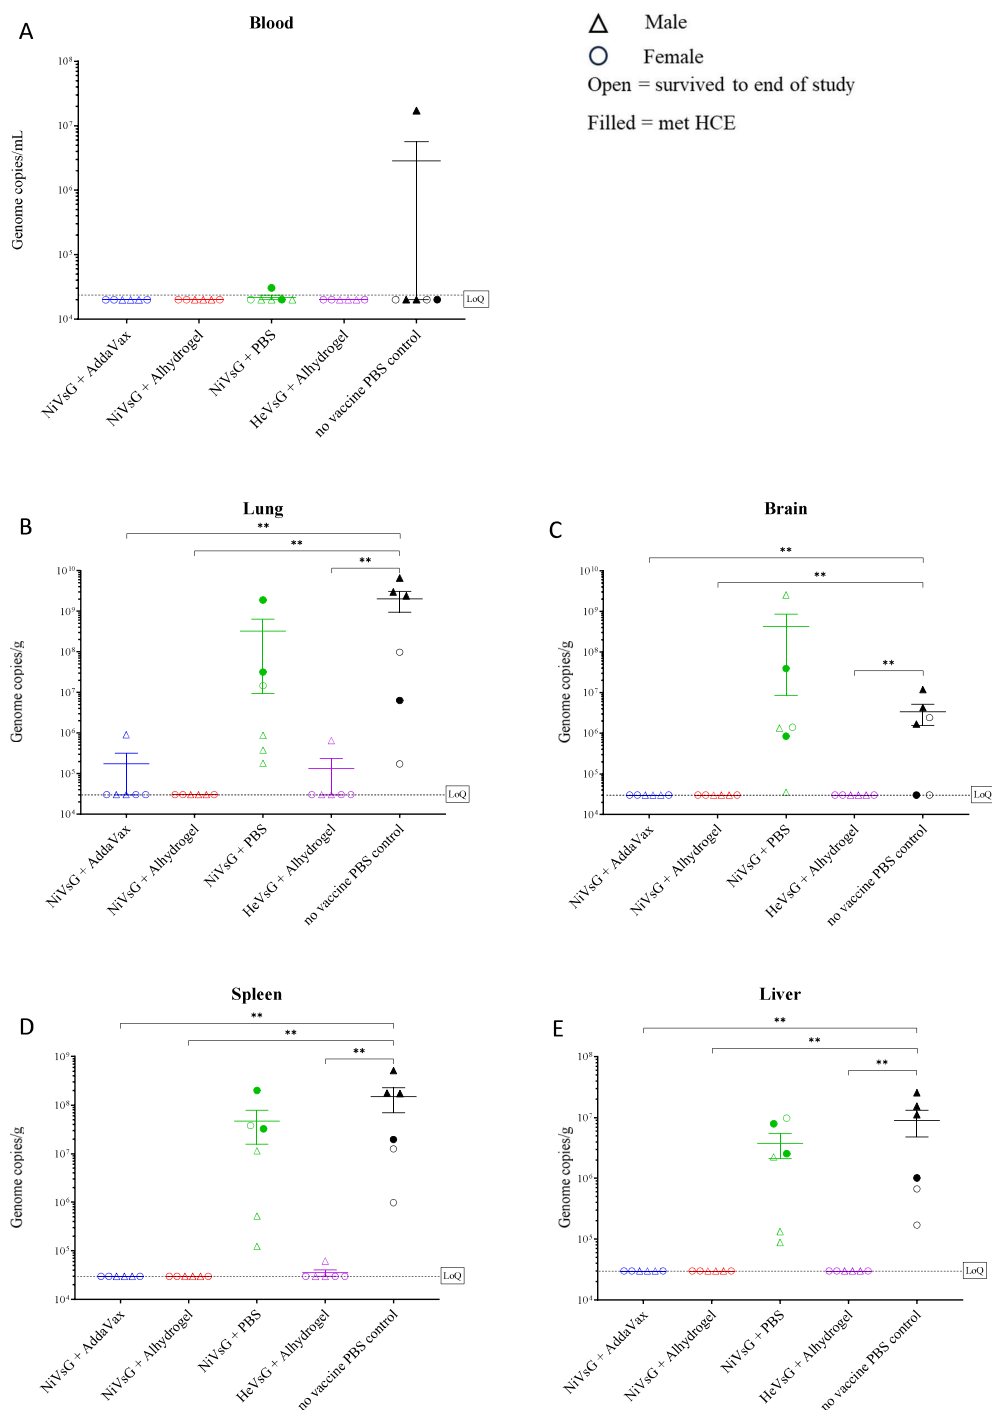 A
Blood
Male
Female
Open = survived to end of study
Filled = met HCE
Genome copies/mL
10⁸
10⁷
10⁶
10⁵
10⁴
LoQ
NiVsG + AddaVax
NiVsG + Alhydrogel
NiVsG + PBS
HeVsG + Alhydrogel
no vaccine PBS control
B
Lung
**
**
**
Genome copies/g
10¹⁰
10⁹
10⁸
10⁷
10⁶
10⁵
10⁴
LoQ
NiVsG + AddaVax
NiVsG + Alhydrogel
NiVsG + PBS
HeVsG + Alhydrogel
no vaccine PBS control
C
Brain
**
**
**
Genome copies/g
10¹⁰
10⁹
10⁸
10⁷
10⁶
10⁵
10⁴
LoQ
NiVsG + AddaVax
NiVsG + Alhydrogel
NiVsG + PBS
HeVsG + Alhydrogel
no vaccine PBS control
D
Spleen
**
**
**
Genome copies/g
10⁹
10⁸
10⁷
10⁶
10⁵
10⁴
LoQ
NiVsG + AddaVax
NiVsG + Alhydrogel
NiVsG + PBS
HeVsG + Alhydrogel
no vaccine PBS control
E
Liver
**
**
**
Genome copies/g
10⁸
10⁷
10⁶
10⁵
10⁴
LoQ
NiVsG + AddaVax
NiVsG + Alhydrogel
NiVsG + PBS
HeVsG + Alhydrogel
no vaccine PBS control